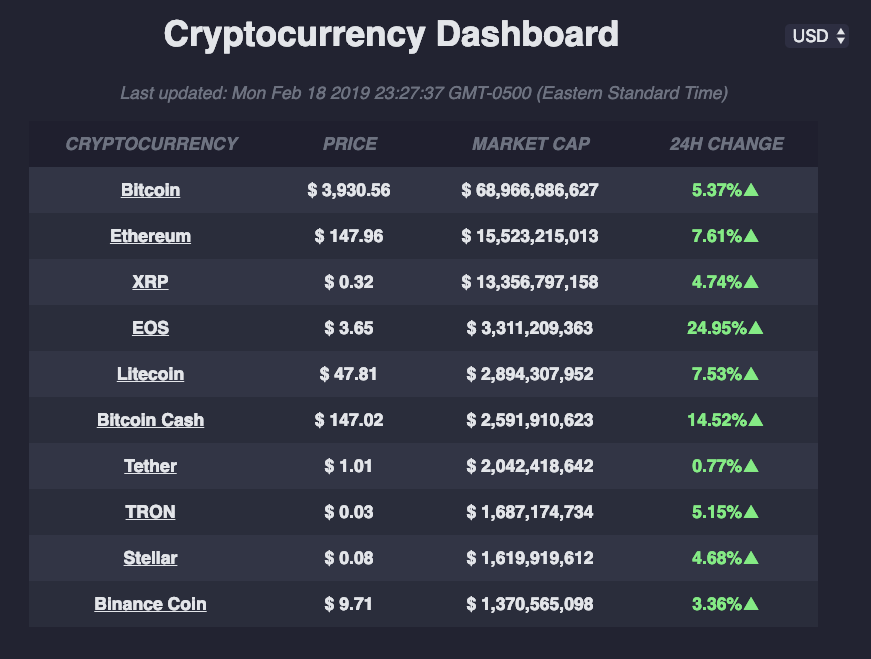 Cryptocurrency Dashboard
USD
Last updated: Mon Feb 18 2019 23:27:37 GMT-0500 (Eastern Standard Time)
CRYPTOCURRENCY PRICE MARKET CAP 24H CHANGE
Bitcoin $ 3,930.56 $ 68,966,686,627 5.37%▲
Ethereum $ 147.96 $ 15,523,215,013 7.61%▲
XRP $ 0.32 $ 13,356,797,158 4.74%▲
EOS $ 3.65 $ 3,311,209,363 24.95%▲
Litecoin $ 47.81 $ 2,894,307,952 7.53%▲
Bitcoin Cash $ 147.02 $ 2,591,910,623 14.52%▲
Tether $ 1.01 $ 2,042,418,642 0.77%▲
TRON $ 0.03 $ 1,687,174,734 5.15%▲
Stellar $ 0.08 $ 1,619,919,612 4.68%▲
Binance Coin $ 9.71 $ 1,370,565,098 3.36%▲